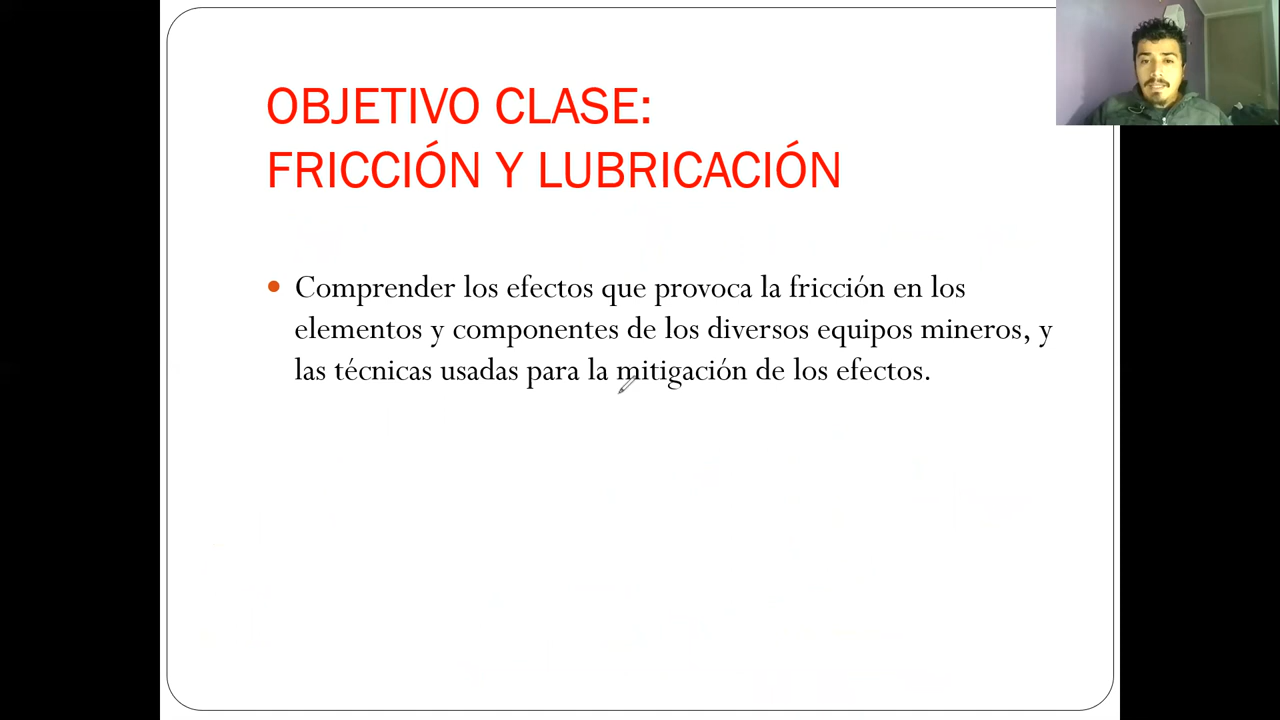 OBJETIVO CLASE:
FRICCIÓN Y LUBRICACIÓN
• Comprender los efectos que provoca la fricción en los
elementos y componentes de los diversos equipos mineros, y
las técnicas usadas para la mitigación de los efectos.